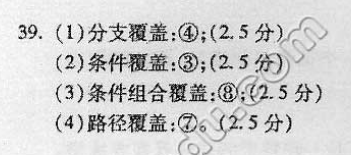 39. (1)分支覆盖:④;(2.5 分)
(2)条件覆盖:③;(2.5 分)
(3)条件组合覆盖:⑧;(2.5 分)
(4)路径覆盖:⑦。(2.5 分)
du.com